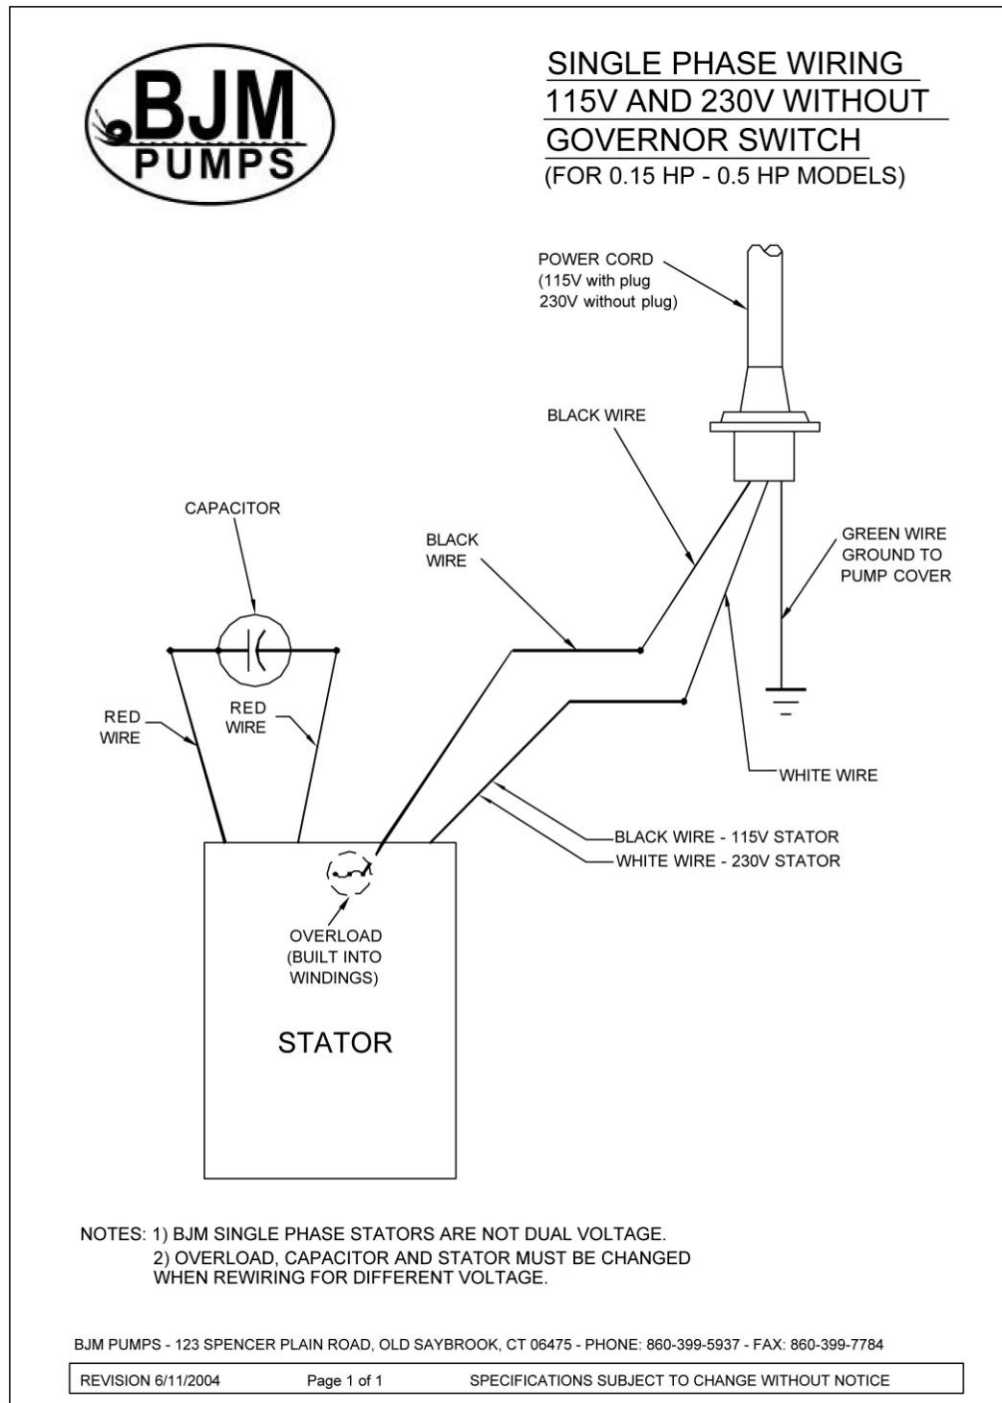 BJM
PUMPS
SINGLE PHASE WIRING
115V AND 230V WITHOUT
GOVERNOR SWITCH
(FOR 0.15 HP - 0.5 HP MODELS)
POWER CORD
(115V with plug
230V without plug)
BLACK WIRE
CAPACITOR
BLACK
WIRE
GREEN WIRE
GROUND TO
PUMP COVER
RED
WIRE
RED
WIRE
WHITE WIRE
BLACK WIRE - 115V STATOR
WHITE WIRE - 230V STATOR
OVERLOAD
(BUILT INTO
WINDINGS)
STATOR
NOTES: 1) BJM SINGLE PHASE STATORS ARE NOT DUAL VOLTAGE.
2) OVERLOAD, CAPACITOR AND STATOR MUST BE CHANGED
WHEN REWIRING FOR DIFFERENT VOLTAGE.
BJM PUMPS - 123 SPENCER PLAIN ROAD, OLD SAYBROOK, CT 06475 - PHONE: 860-399-5937 - FAX: 860-399-7784
REVISION 6/11/2004 Page 1 of 1 SPECIFICATIONS SUBJECT TO CHANGE WITHOUT NOTICE